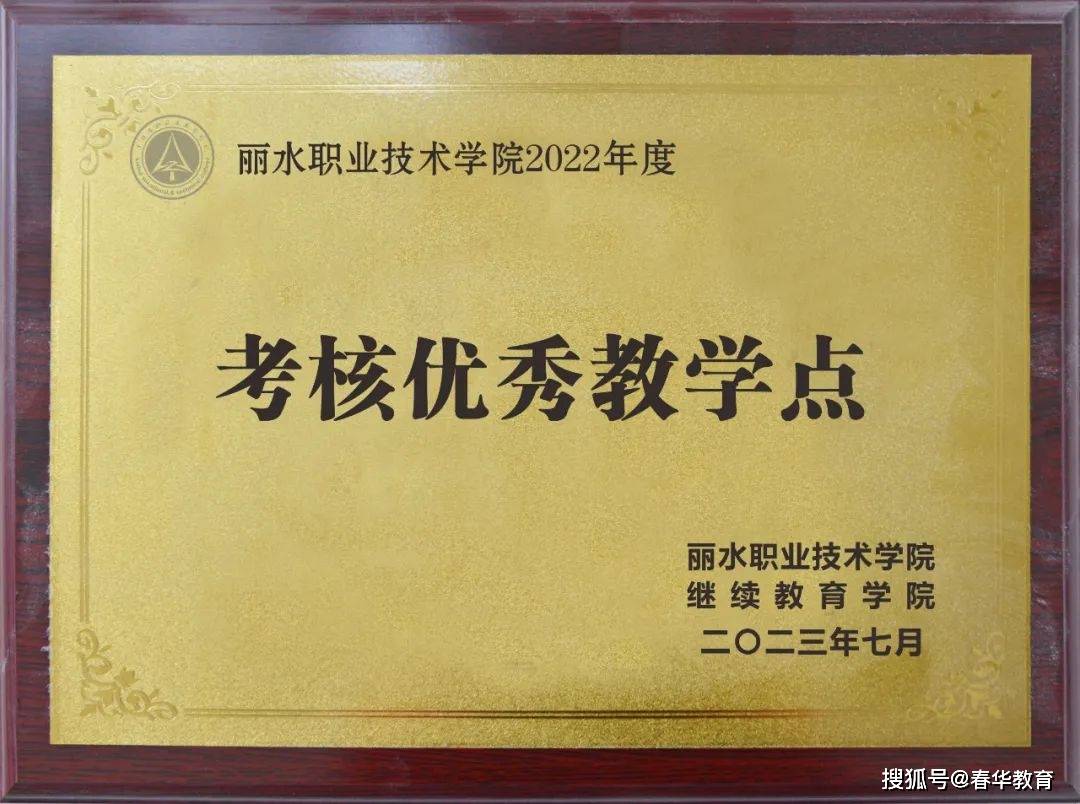 丽水职业技术学院2022年度
考核优秀教学点
丽水职业技术学院
继续教育学院
二〇二三年七月
搜狐号@春华教育